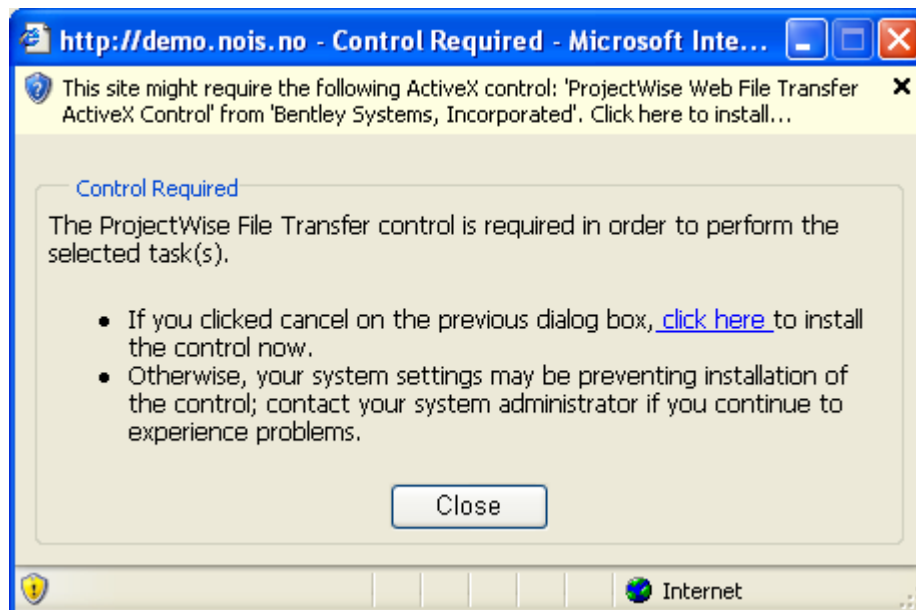 http://demo.nois.no - Control Required - Microsoft Inte...
This site might require the following ActiveX control: 'ProjectWise Web File Transfer
ActiveX Control' from 'Bentley Systems, Incorporated'. Click here to install...
Control Required
The ProjectWise File Transfer control is required in order to perform the
selected task(s).
• If you clicked cancel on the previous dialog box, click here to install
the control now.
• Otherwise, your system settings may be preventing installation of
the control; contact your system administrator if you continue to
experience problems.
Close
Internet